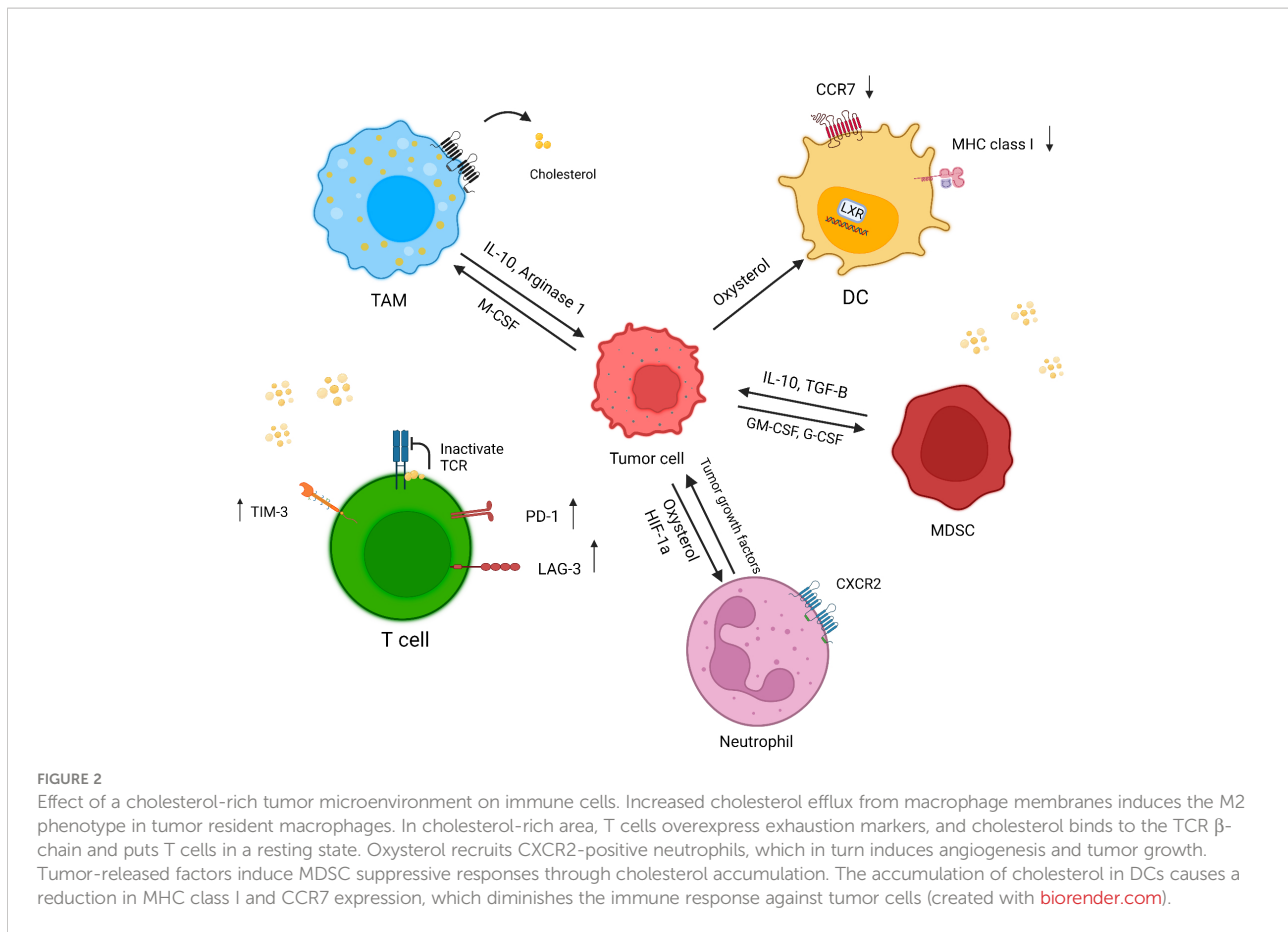 CCR7 ↓
MHC class I ↓
Cholesterol
LXR
TAM
IL-10, Arginase 1
M-CSF
Oxysterol
DC
IL-10, TGF-B
GM-CSF, G-CSF
Tumor cell
MDSC
Inactivate
TCR
↑ TIM-3
PD-1 ↑
LAG-3 ↑
T cell
Oxysterol
HIF-1a
Tumor growth factors
CXCR2
Neutrophil
FIGURE 2
Effect of a cholesterol-rich tumor microenvironment on immune cells. Increased cholesterol efflux from macrophage membranes induces the M2
phenotype in tumor resident macrophages. In cholesterol-rich area, T cells overexpress exhaustion markers, and cholesterol binds to the TCR β-
chain and puts T cells in a resting state. Oxysterol recruits CXCR2-positive neutrophils, which in turn induces angiogenesis and tumor growth.
Tumor-released factors induce MDSC suppressive responses through cholesterol accumulation. The accumulation of cholesterol in DCs causes a
reduction in MHC class I and CCR7 expression, which diminishes the immune response against tumor cells (created with biorender.com).